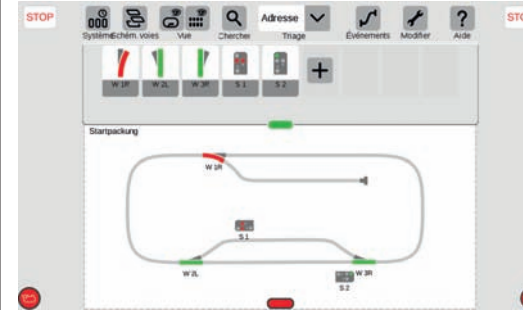 STOP
000
Adresse
?
STO
Système Schém. voies Vue Chercher Triage Événements Modifier Aide
W 1R W 2L W 3R S 1 S 2
Startpackung
W 1R
S 1
W 2L
W 3R
S 2